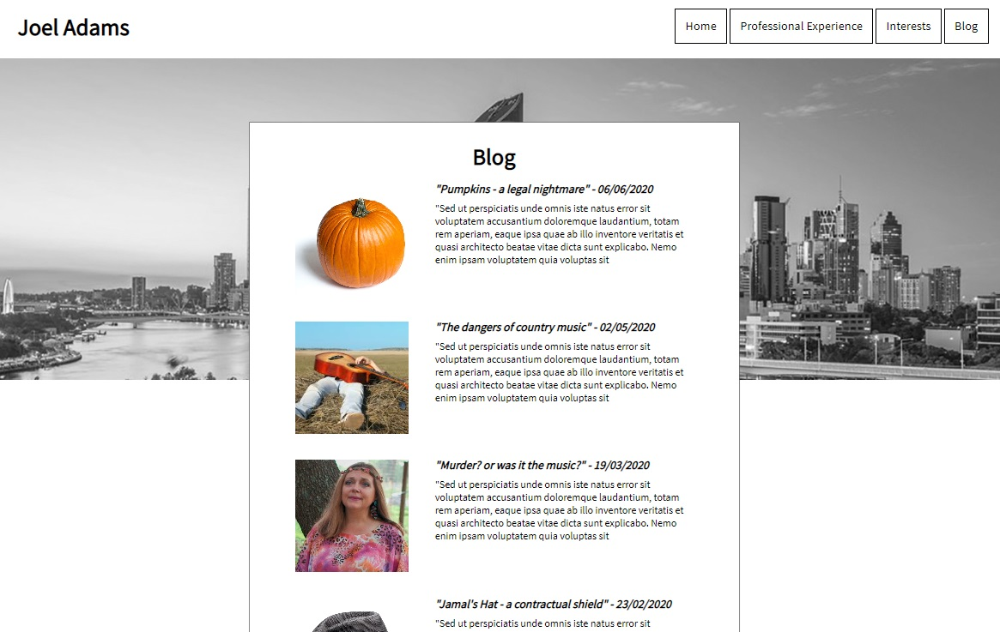 Joel Adams
Home
Professional Experience
Interests
Blog
Blog
"Pumpkins - a legal nightmare" - 06/06/2020
"Sed ut perspiciatis unde omnis iste natus error sit
voluptatem accusantium doloremque laudantium, totam
rem aperiam, eaque ipsa quae ab illo inventore veritatis et
quasi architecto beatae vitae dicta sunt explicabo. Nemo
enim ipsam voluptatem quia voluptas sit
"The dangers of country music" - 02/05/2020
"Sed ut perspiciatis unde omnis iste natus error sit
voluptatem accusantium doloremque laudantium, totam
rem aperiam, eaque ipsa quae ab illo inventore veritatis et
quasi architecto beatae vitae dicta sunt explicabo. Nemo
enim ipsam voluptatem quia voluptas sit
"Murder? or was it the music?" - 19/03/2020
"Sed ut perspiciatis unde omnis iste natus error sit
voluptatem accusantium doloremque laudantium, totam
rem aperiam, eaque ipsa quae ab illo inventore veritatis et
quasi architecto beatae vitae dicta sunt explicabo. Nemo
enim ipsam voluptatem quia voluptas sit
"Jamal's Hat - a contractual shield" - 23/02/2020
"Sed ut perspiciatis unde omnis iste natus error sit